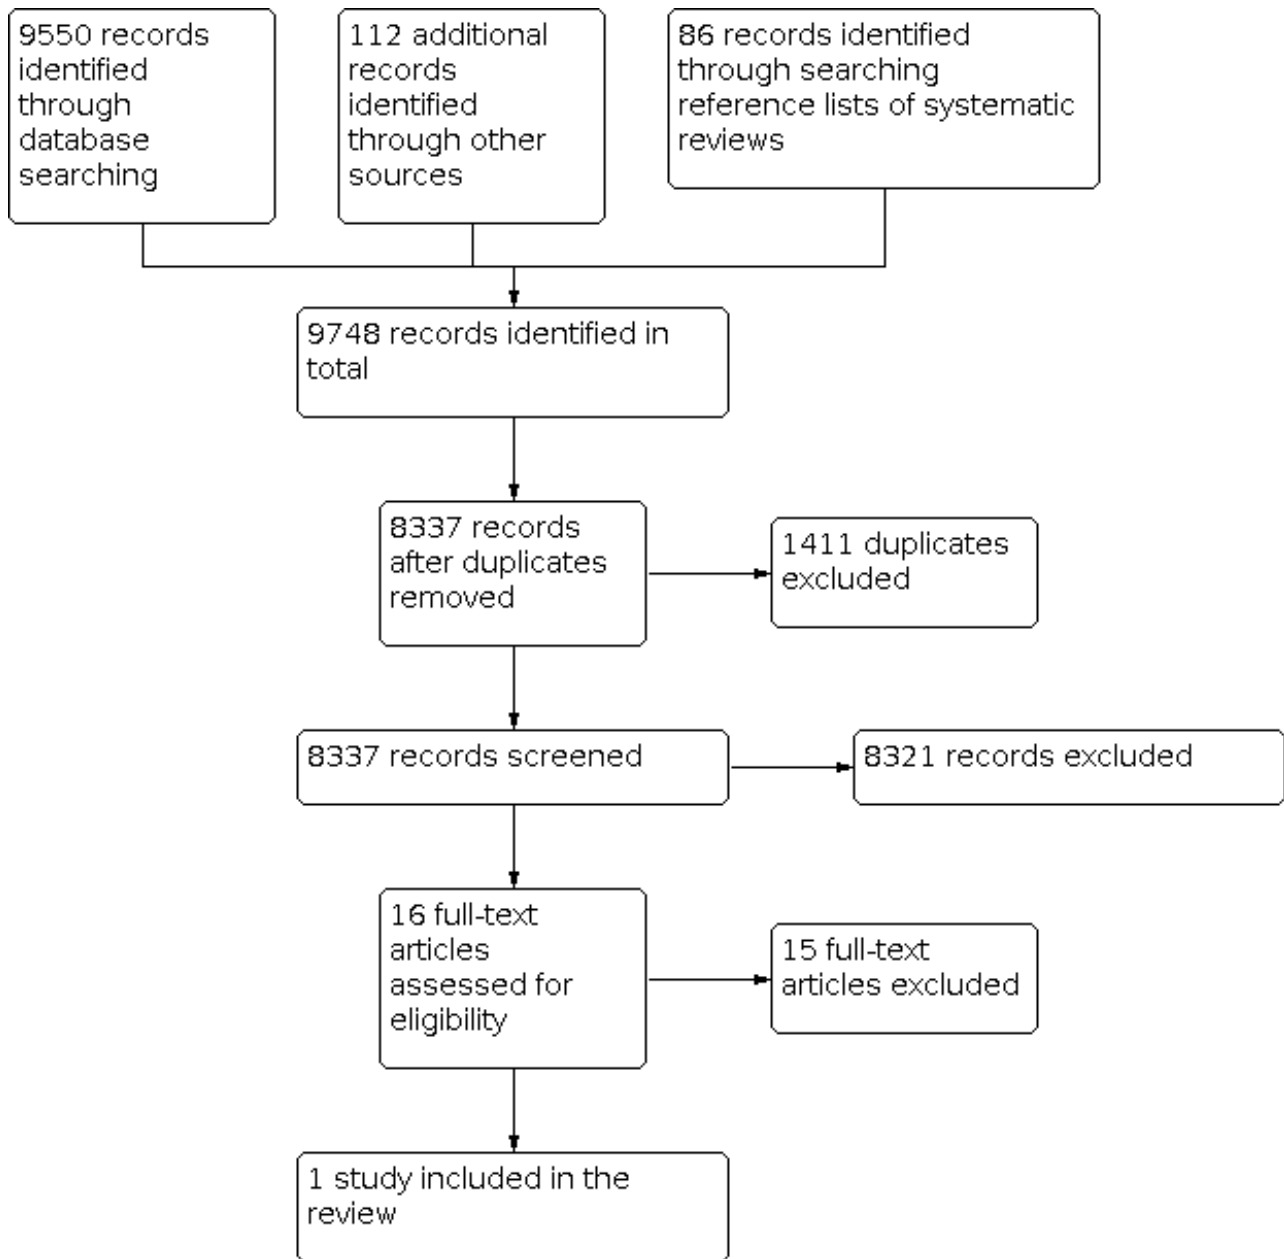 9550 records
identified
through
database
searching
112 additional
records
identified
through other
sources
86 records identified
through searching
reference lists of systematic
reviews
9748 records identified in
total
8337 records
after duplicates
removed
1411 duplicates
excluded
8337 records screened
8321 records excluded
16 full-text
articles
assessed for
eligibility
15 full-text
articles excluded
1 study included in the
review